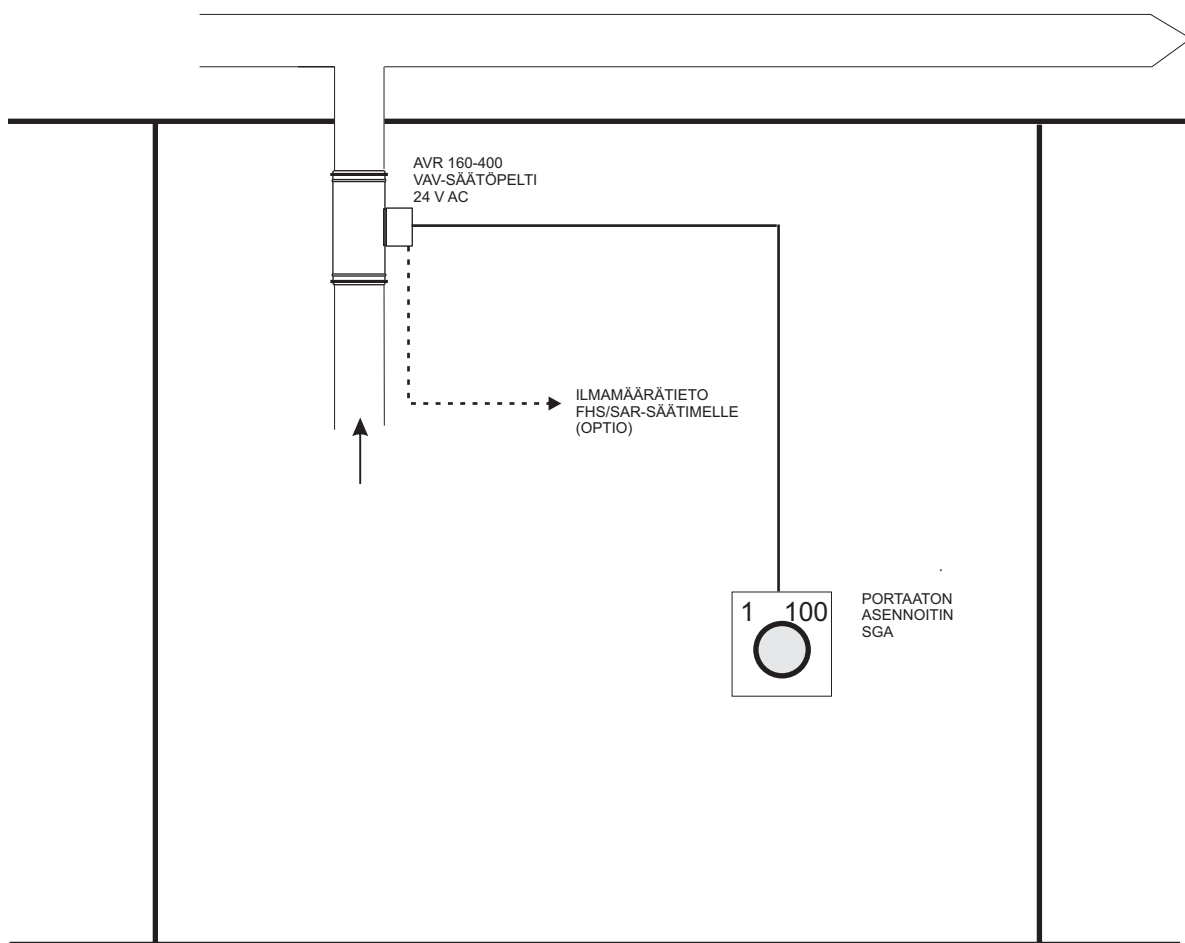 AVR 160-400
VAV-SÄÄTÖPELTI
24 V AC
ILMAMÄÄRÄTIETO
FHS/SAR-SÄÄTIMELLE
(OPTIO)
1 100
PORTAATON
ASENNOITIN
SGA